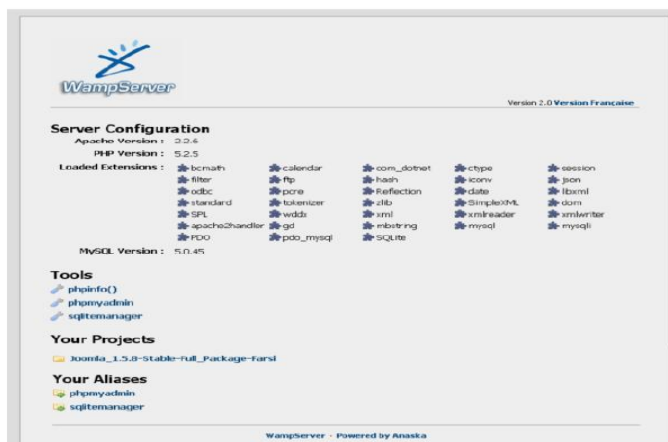 WampServer
Version 2.0 Version Française
Server Configuration
Apache Version : 2.2.6
PHP Version : 5.2.5
Loaded Extensions : bcmath calendar com_dotnet ctype session
filter ftp hash iconv json
odbc pcre Reflection date libxml
standard tokenizer zlib SimpleXML dom
SPL wddx xml xmlreader xmlwriter
apache2handler gd mbstring mysql mysqli
PDO pdo_mysql SQLite
MySQL Version : 5.0.45
Tools
phpinfo()
phpmyadmin
sqlitemanager
Your Projects
Joomla_1.5.8-Stable-Full_Package-Farsi
Your Aliases
phpmyadmin
sqlitemanager
WampServer - Powered by Anaska